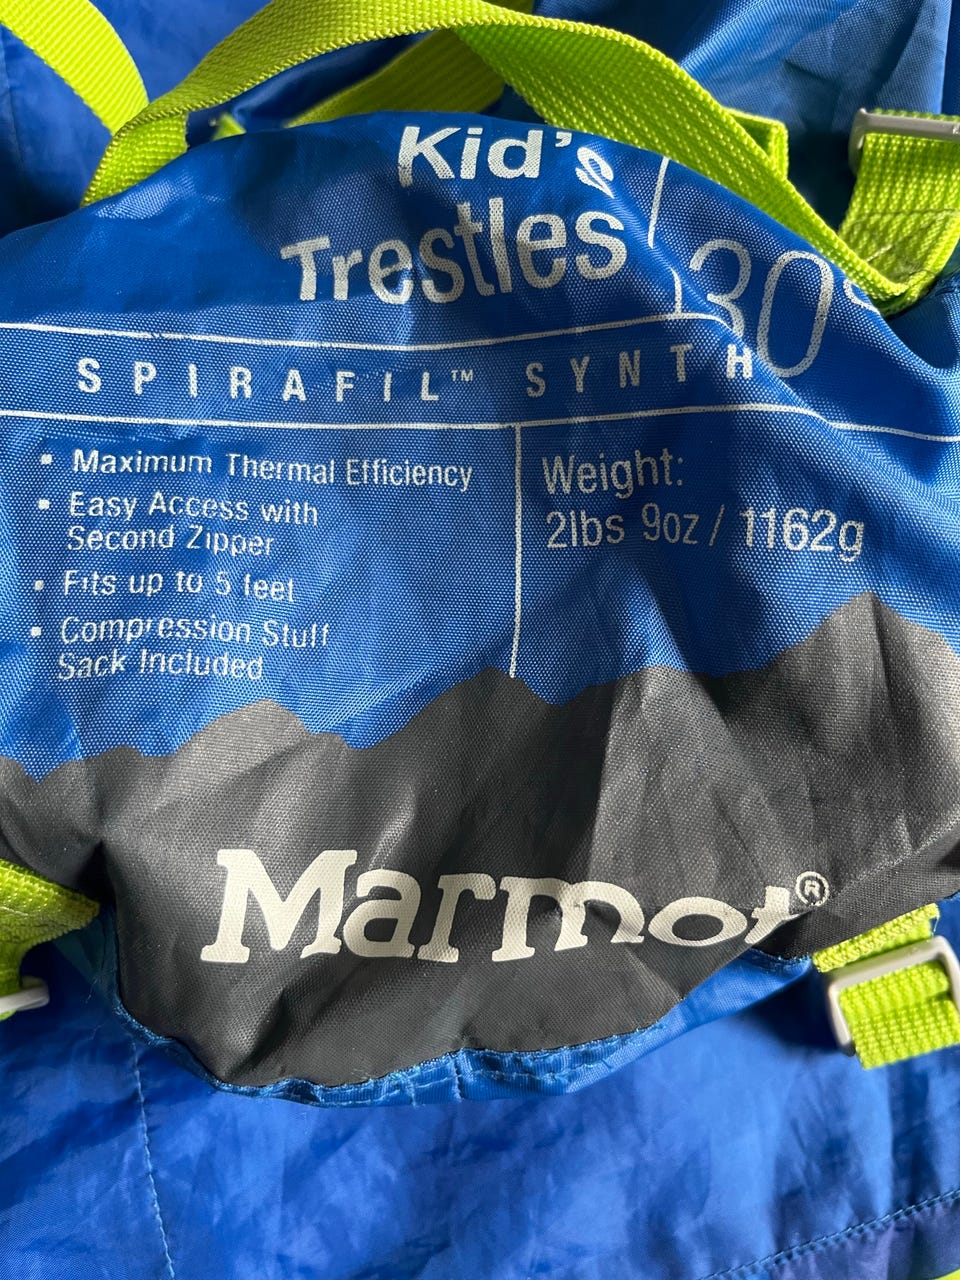 Kid's
Trestles
30°
SPIRAFIL™ SYNTH
▪ Maximum Thermal Efficiency
▪ Easy Access with
Second Zipper
▪ Fits up to 5 feet
▪ Compression Stuff
Sack Included
Weight:
2lbs 9oz / 1162g
Marmot®